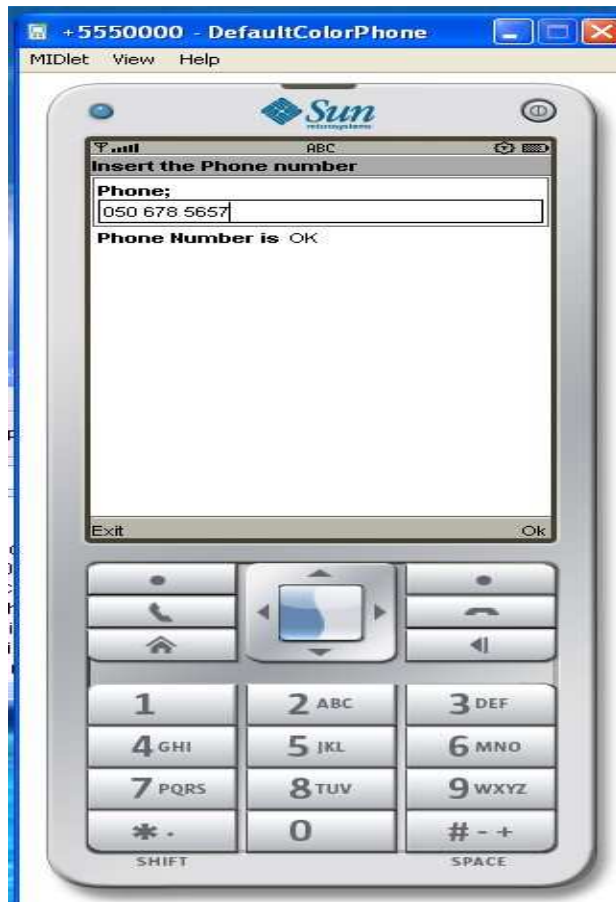 +5550000 - DefaultColorPhone
MIDlet View Help
Sun
microsystems
ABC
Insert the Phone number
Phone;
050 678 5657
Phone Number is OK
Exit Ok
1 2 ABC 3 DEF
4 GHI 5 JKL 6 MNO
7 PQRS 8 TUV 9 WXYZ
* . 0 # - +
SHIFT SPACE